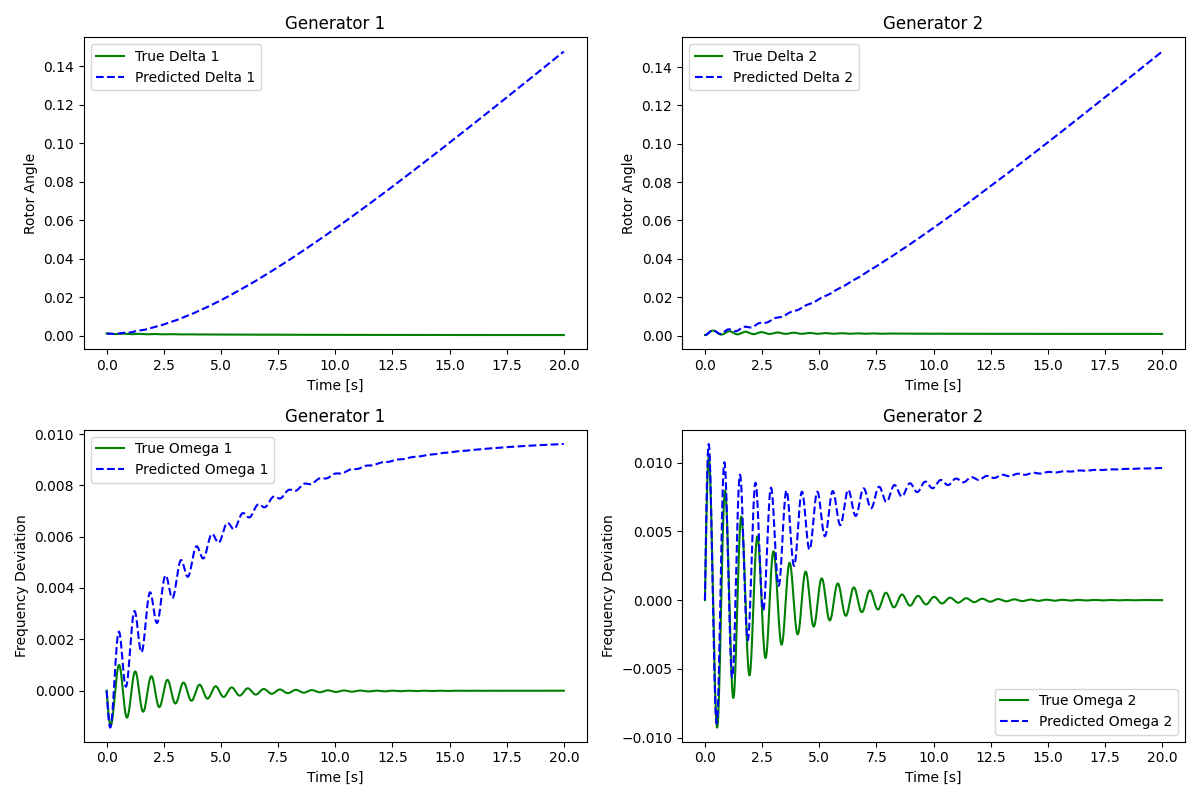 Generator 1
True Delta 1
Predicted Delta 1
0.14
0.12
0.10
0.08
0.06
0.04
0.02
0.00
Rotor Angle
0.0 2.5 5.0 7.5 10.0 12.5 15.0 17.5 20.0
Time [s]
Generator 2
True Delta 2
Predicted Delta 2
0.14
0.12
0.10
0.08
0.06
0.04
0.02
0.00
Rotor Angle
0.0 2.5 5.0 7.5 10.0 12.5 15.0 17.5 20.0
Time [s]
Generator 1
True Omega 1
Predicted Omega 1
0.010
0.008
0.006
0.004
0.002
0.000
Frequency Deviation
0.0 2.5 5.0 7.5 10.0 12.5 15.0 17.5 20.0
Time [s]
Generator 2
0.010
0.005
0.000
−0.005
−0.010
Frequency Deviation
True Omega 2
Predicted Omega 2
0.0 2.5 5.0 7.5 10.0 12.5 15.0 17.5 20.0
Time [s]